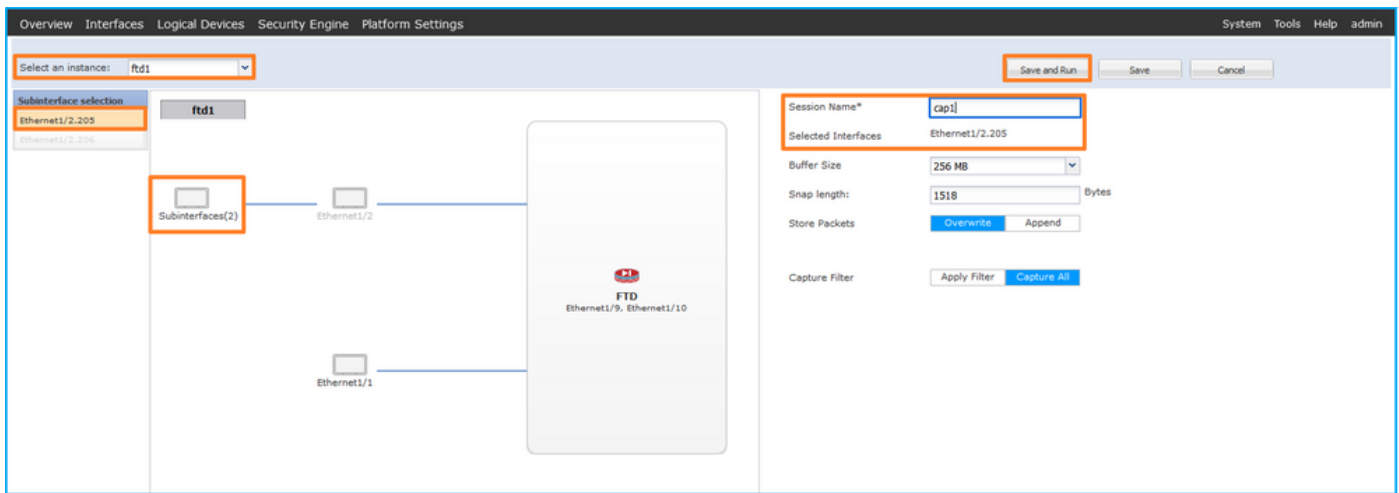 Overview Interfaces Logical Devices Security Engine Platform Settings System Tools Help admin
Select an instance: ftd1 Save and Run Save Cancel
Subinterface selection
Ethernet1/2.205
Ethernet1/2.206
ftd1
Subinterfaces(2)
Ethernet1/2
Ethernet1/1
FTD
Ethernet1/9, Ethernet1/10
Session Name* cap1
Selected Interfaces Ethernet1/2.205
Buffer Size 256 MB
Snap length: 1518 Bytes
Store Packets Overwrite Append
Capture Filter Apply Filter Capture All